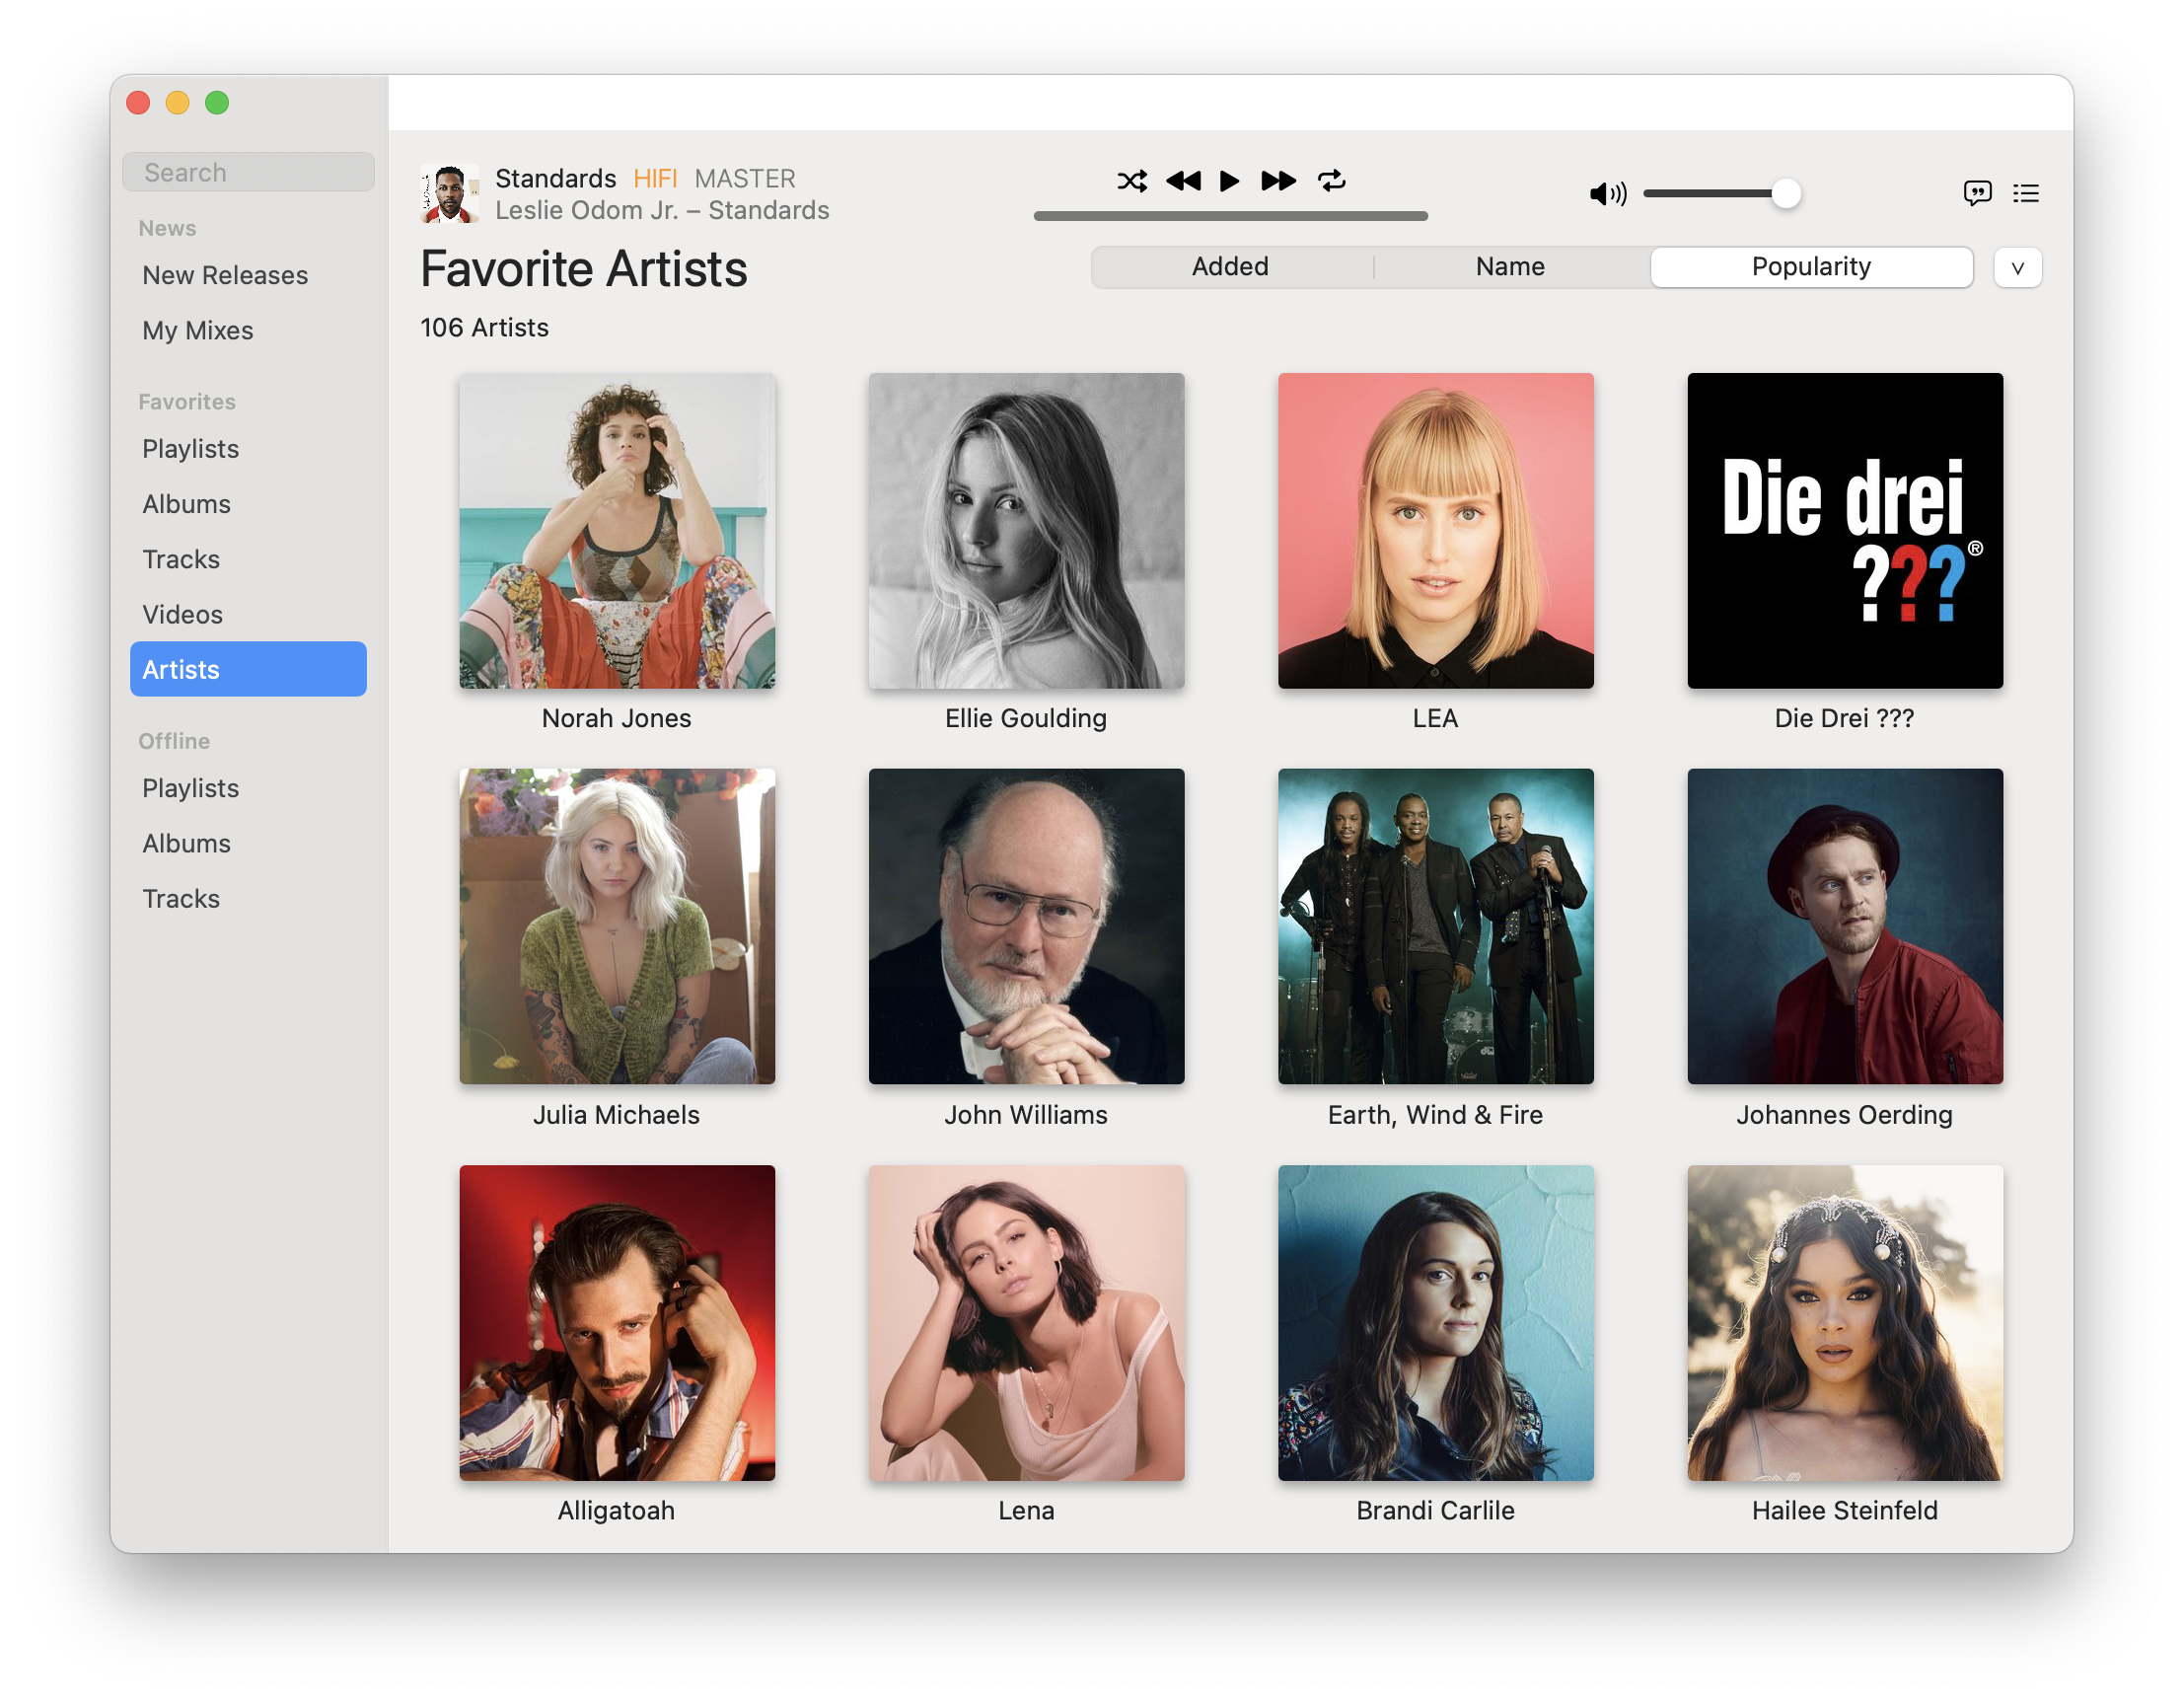 Search
News
New Releases
My Mixes
Favorites
Playlists
Albums
Tracks
Videos
Artists
Offline
Playlists
Albums
Tracks
Standards HIFI MASTER
Leslie Odom Jr. – Standards
Favorite Artists
Added Name Popularity
106 Artists
Die drei
???®
Norah Jones
Ellie Goulding
LEA
Die Drei ???
Julia Michaels
John Williams
Earth, Wind & Fire
Johannes Oerding
Alligatoah
Lena
Brandi Carlile
Hailee Steinfeld